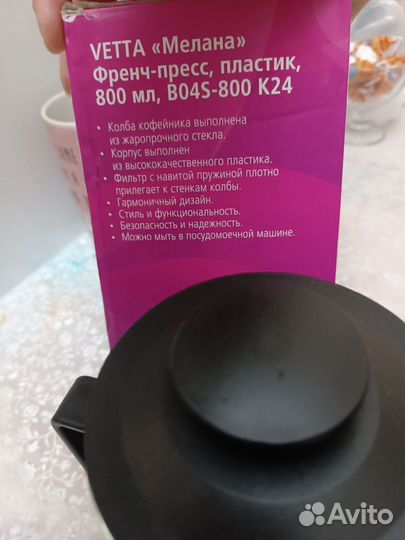 VETTA «Мелана»
Френч-пресс, пластик,
800 мл, B04S-800 К24
• Колба кофейника выполнена
из жаропрочного стекла.
• Корпус выполнен
из высококачественного пластика.
• Фильтр с навитой пружиной плотно
прилегает к стенкам колбы.
• Гармоничный дизайн.
• Стиль и функциональность.
• Безопасность и надежность.
• Можно мыть в посудомоечной машине.
Avito